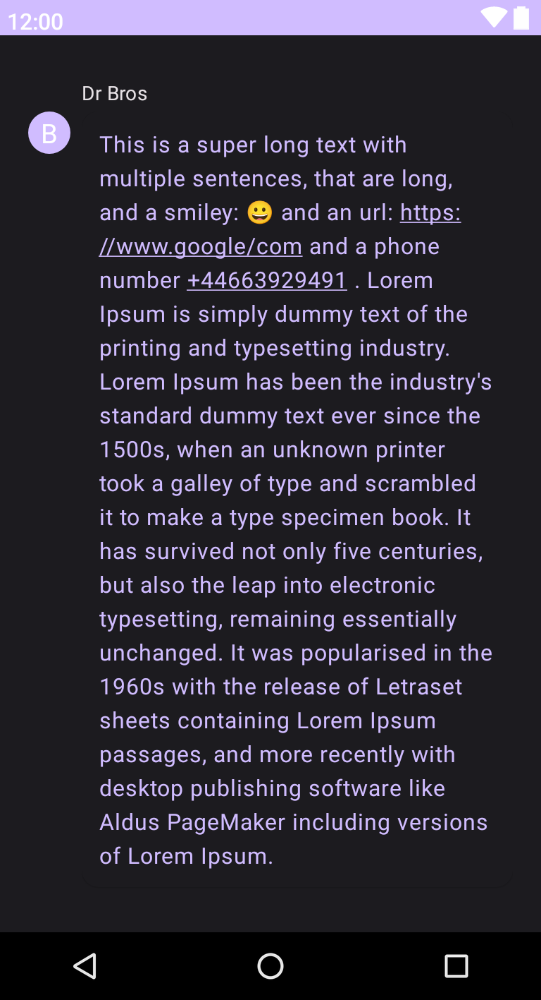 12:00
Dr Bros
B
This is a super long text with
multiple sentences, that are long,
and a smiley: 😀 and an url: https:
//www.google/com and a phone
number +44663929491 . Lorem
Ipsum is simply dummy text of the
printing and typesetting industry.
Lorem Ipsum has been the industry's
standard dummy text ever since the
1500s, when an unknown printer
took a galley of type and scrambled
it to make a type specimen book. It
has survived not only five centuries,
but also the leap into electronic
typesetting, remaining essentially
unchanged. It was popularised in the
1960s with the release of Letraset
sheets containing Lorem Ipsum
passages, and more recently with
desktop publishing software like
Aldus PageMaker including versions
of Lorem Ipsum.